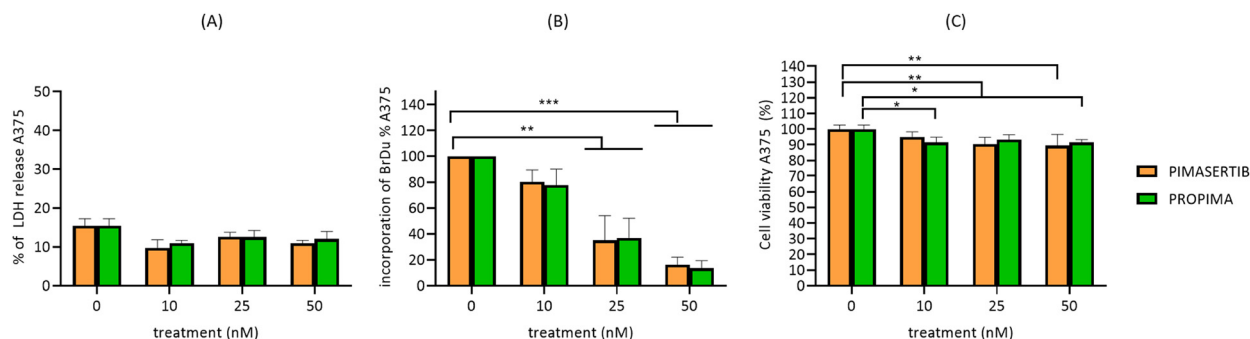 (A)
% of LDH release A375
50
40
30
20
10
0
0 10 25 50
treatment (nM)
(B)
incorporation of BrrDu % A375
140
120
100
80
60
40
20
0
***
**
0 10 25 50
treatment (nM)
(C)
Cell viability A375 (%)
140
130
120
110
100
90
80
70
60
50
40
30
20
10
0
**
**
*
*
0 10 25 50
treatment (nM)
PIMASERTIB
PROPIMA